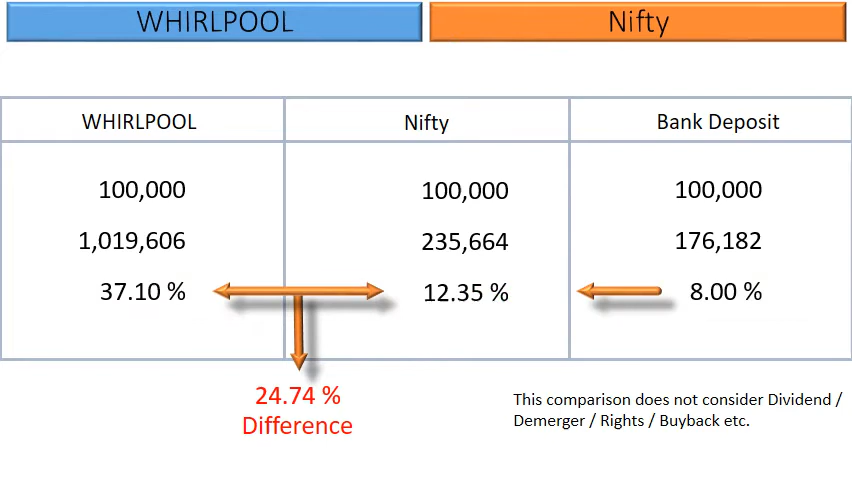 WHIRLPOOL
Nifty
WHIRLPOOL Nifty Bank Deposit
100,000 100,000 100,000
1,019,606 235,664 176,182
37.10 % 12.35 % 8.00 %
24.74 %
Difference
This comparison does not consider Dividend /
Demerger / Rights / Buyback etc.